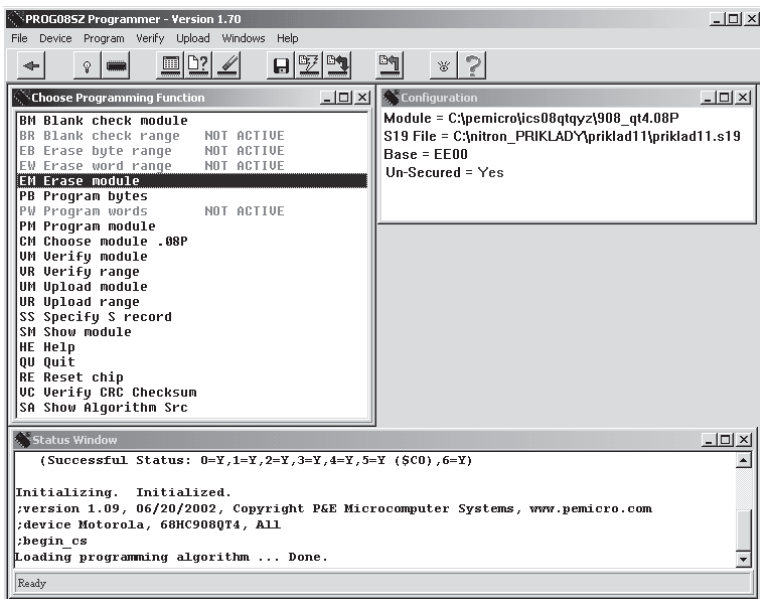 PROG08SZ Programmer - Version 1.70
File Device Program Verify Upload Windows Help
Choose Programming Function
BM Blank check module
BR Blank check range NOT ACTIVE
EB Erase byte range NOT ACTIVE
EW Erase word range NOT ACTIVE
EM Erase module
PB Program bytes
PW Program words NOT ACTIVE
PM Program module
CM Choose module .08P
VM Verify module
VR Verify range
UM Upload module
UR Upload range
SS Specify S record
SM Show module
HE Help
QU Quit
RE Reset chip
VC Verify CRC Checksum
SA Show Algorithm Src
Configuration
Module = C:\pemicro\ics08qtqyz\908_qt4.08P
S19 File = C:\nitron_PRIKLADY\priklad11\priklad11.s19
Base = EE00
Un-Secured = Yes
Status Window
(Successful Status: 0=Y,1=Y,2=Y,3=Y,4=Y,5=Y ($C0),6=Y)
Initializing. Initialized.
;version 1.09, 06/20/2002, Copyright P&E Microcomputer Systems, www.pemicro.com
;device Motorola, 68HC908QT4, All
;begin_cs
Loading programming algorithm ... Done.
Ready